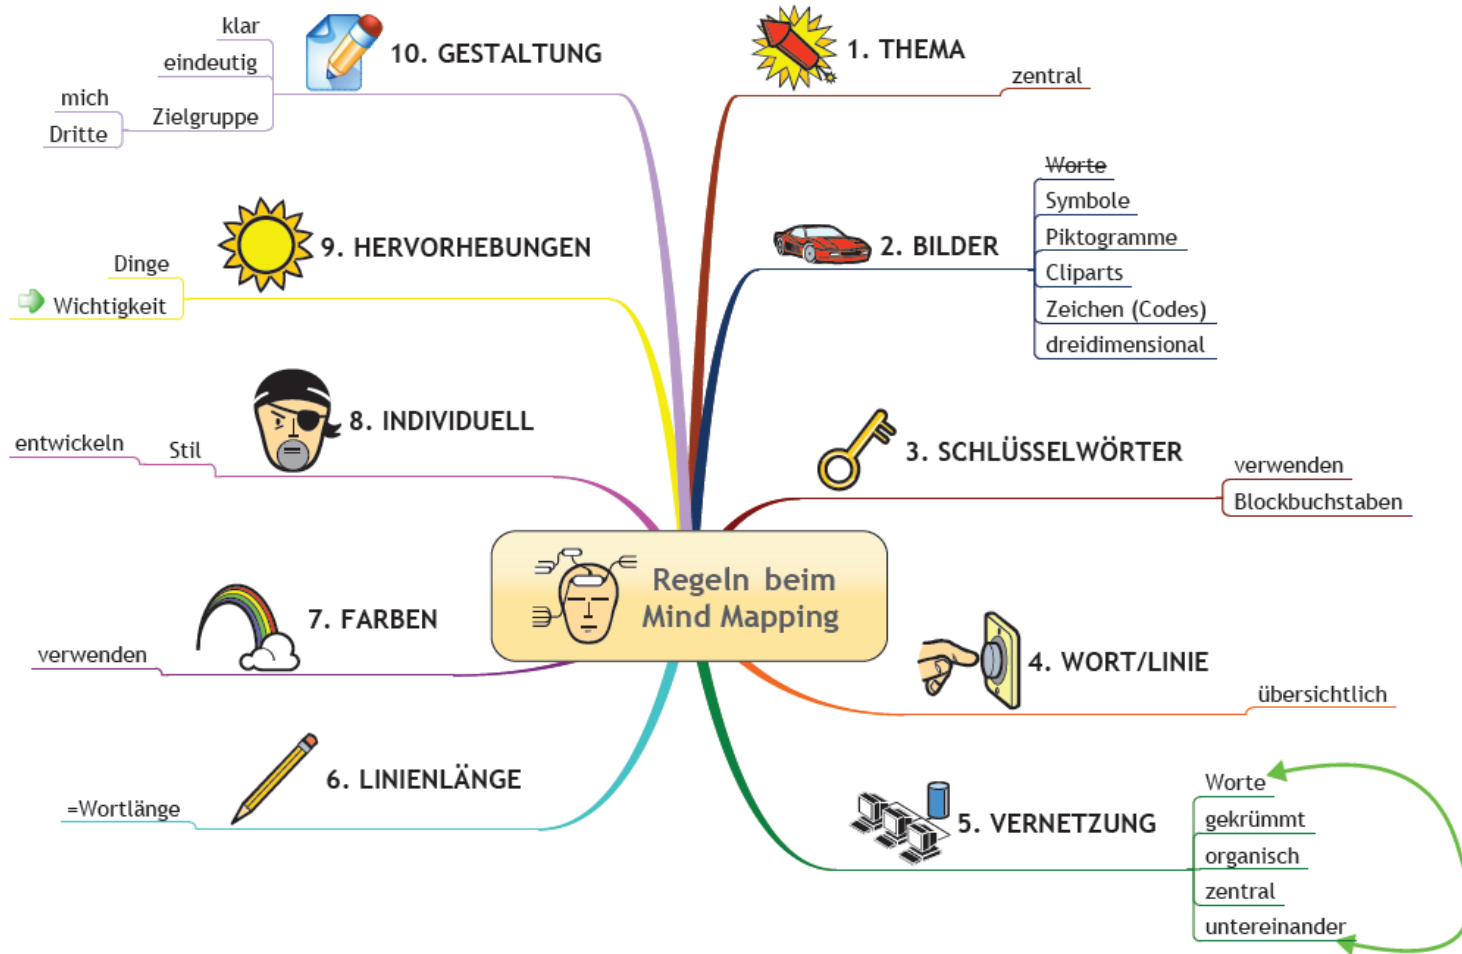 Regeln beim
Mind Mapping
1. THEMA
zentral
2. BILDER
Worte
Symbole
Piktogramme
Cliparts
Zeichen (Codes)
dreidimensional
3. SCHLÜSSELWÖRTER
verwenden
Blockbuchstaben
4. WORT/LINIE
übersichtlich
5. VERNETZUNG
Worte
gekrümmt
organisch
zentral
untereinander
6. LINIENLÄNGE
=Wortlänge
7. FARBEN
verwenden
8. INDIVIDUELL
Stil
entwickeln
9. HERVORHEBUNGEN
Dinge
Wichtigkeit
10. GESTALTUNG
klar
eindeutig
Zielgruppe
mich
Dritte